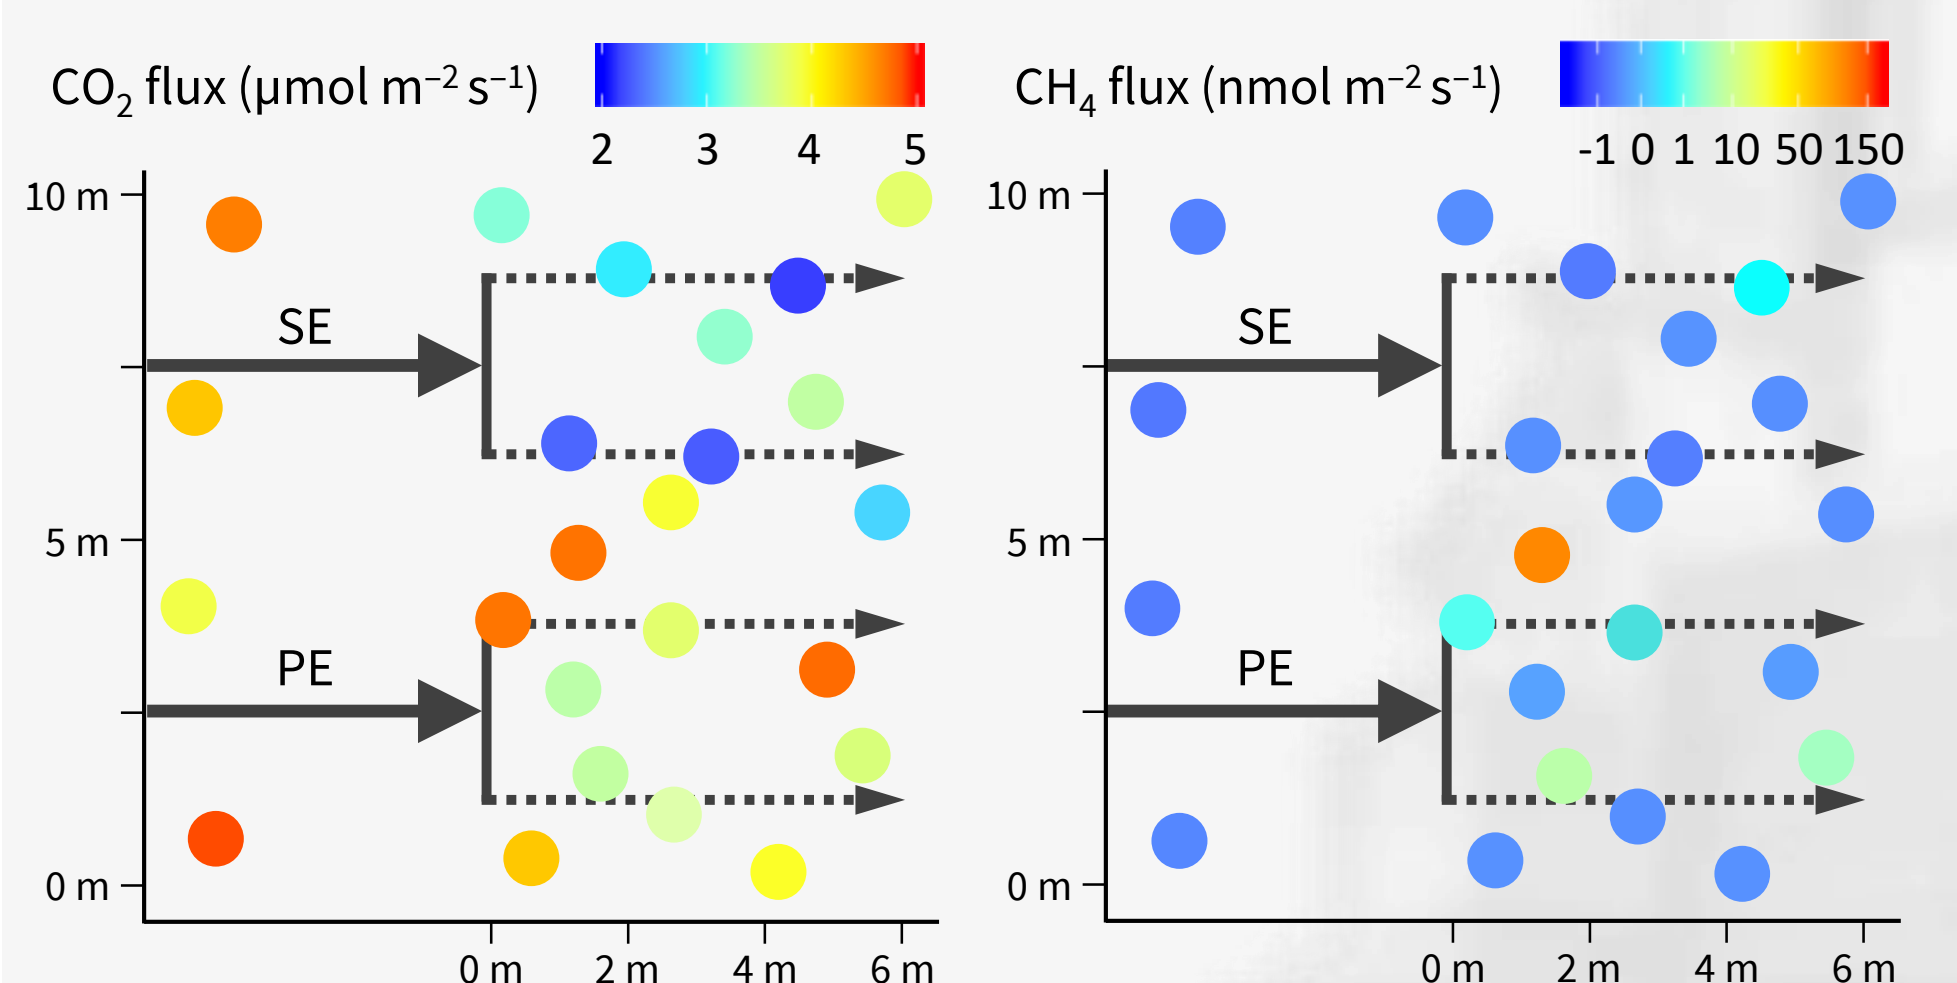 CO₂ flux (µmol m⁻² s⁻¹)
2 3 4 5
10 m
SE
5 m
PE
0 m
0 m 2 m 4 m 6 m
CH₄ flux (nmol m⁻² s⁻¹)
-1 0 1 10 50 150
10 m
SE
5 m
PE
0 m
0 m 2 m 4 m 6 m